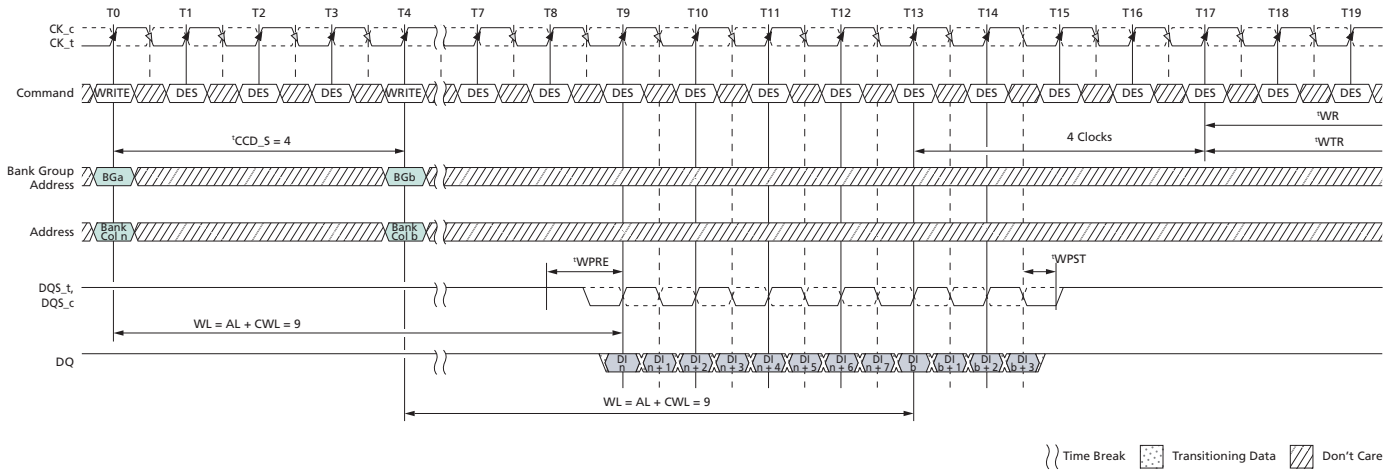 T0 T1 T2 T3 T4 T7 T8 T9 T10 T11 T12 T13 T14 T15 T16 T17 T18 T19
CK_c
CK_t
Command WRITE DES DES DES WRITE DES DES DES DES DES DES DES DES DES DES DES DES DES
tWR
tCCD_S = 4 4 Clocks tWTR
Bank Group
Address BGa BGb
Address Bank
Col n Bank
Col b
tWPRE tWPST
DQS_t,
DQS_c
WL = AL + CWL = 9
DQ DI
n DI
n + 1 DI
n + 2 DI
n + 3 DI
n + 4 DI
n + 5 DI
n + 6 DI
n + 7 DI
b DI
b + 1 DI
b + 2 DI
b + 3
WL = AL + CWL = 9
Time Break Transitioning Data Don't Care